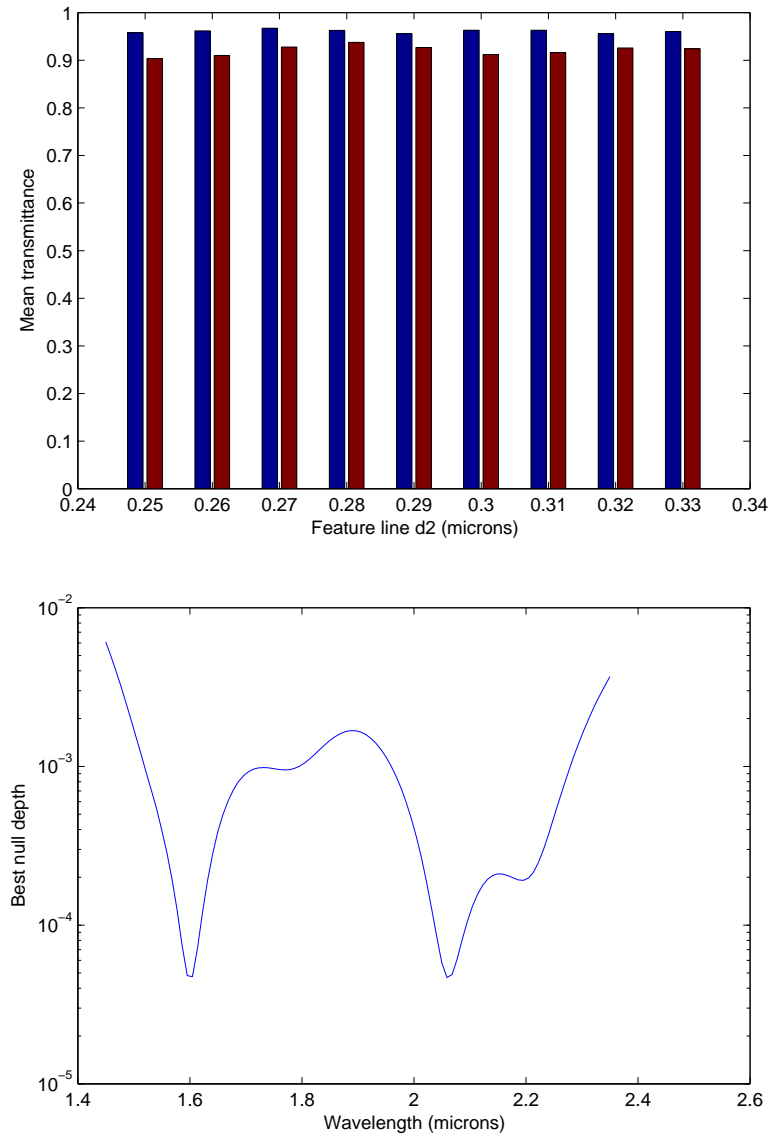 1
0.9
0.8
0.7
0.6
0.5
0.4
0.3
0.2
0.1
0
Mean transmittance
0.24 0.25 0.26 0.27 0.28 0.29 0.3 0.31 0.32 0.33 0.34
Feature line d2 (microns)
10^−2
10^−3
10^−4
10^−5
Best null depth
1.4 1.6 1.8 2 2.2 2.4 2.6
Wavelength (microns)